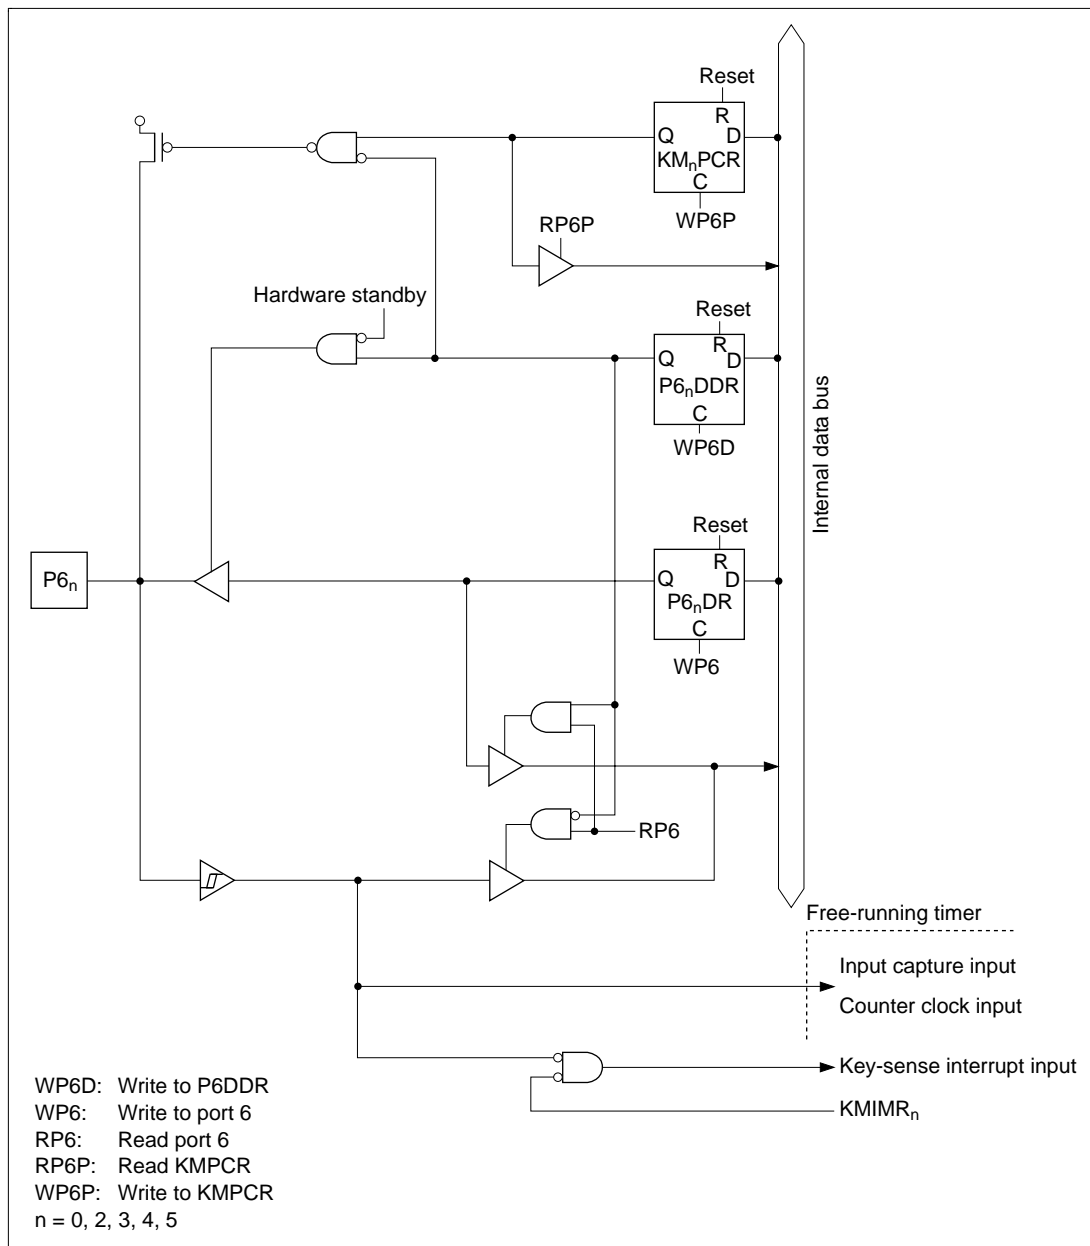 Reset
R
Q D
KMnPCR
C
WP6P
RP6P
Hardware standby
Reset
R
Q D
P6nDDR
C
WP6D
Internal data bus
Reset
R
P6n
Q D
P6nDR
C
WP6
RP6
Free-running timer
Input capture input
Counter clock input
Key-sense interrupt input
KMIMRn
WP6D: Write to P6DDR
WP6: Write to port 6
RP6: Read port 6
RP6P: Read KMPCR
WP6P: Write to KMPCR
n = 0, 2, 3, 4, 5